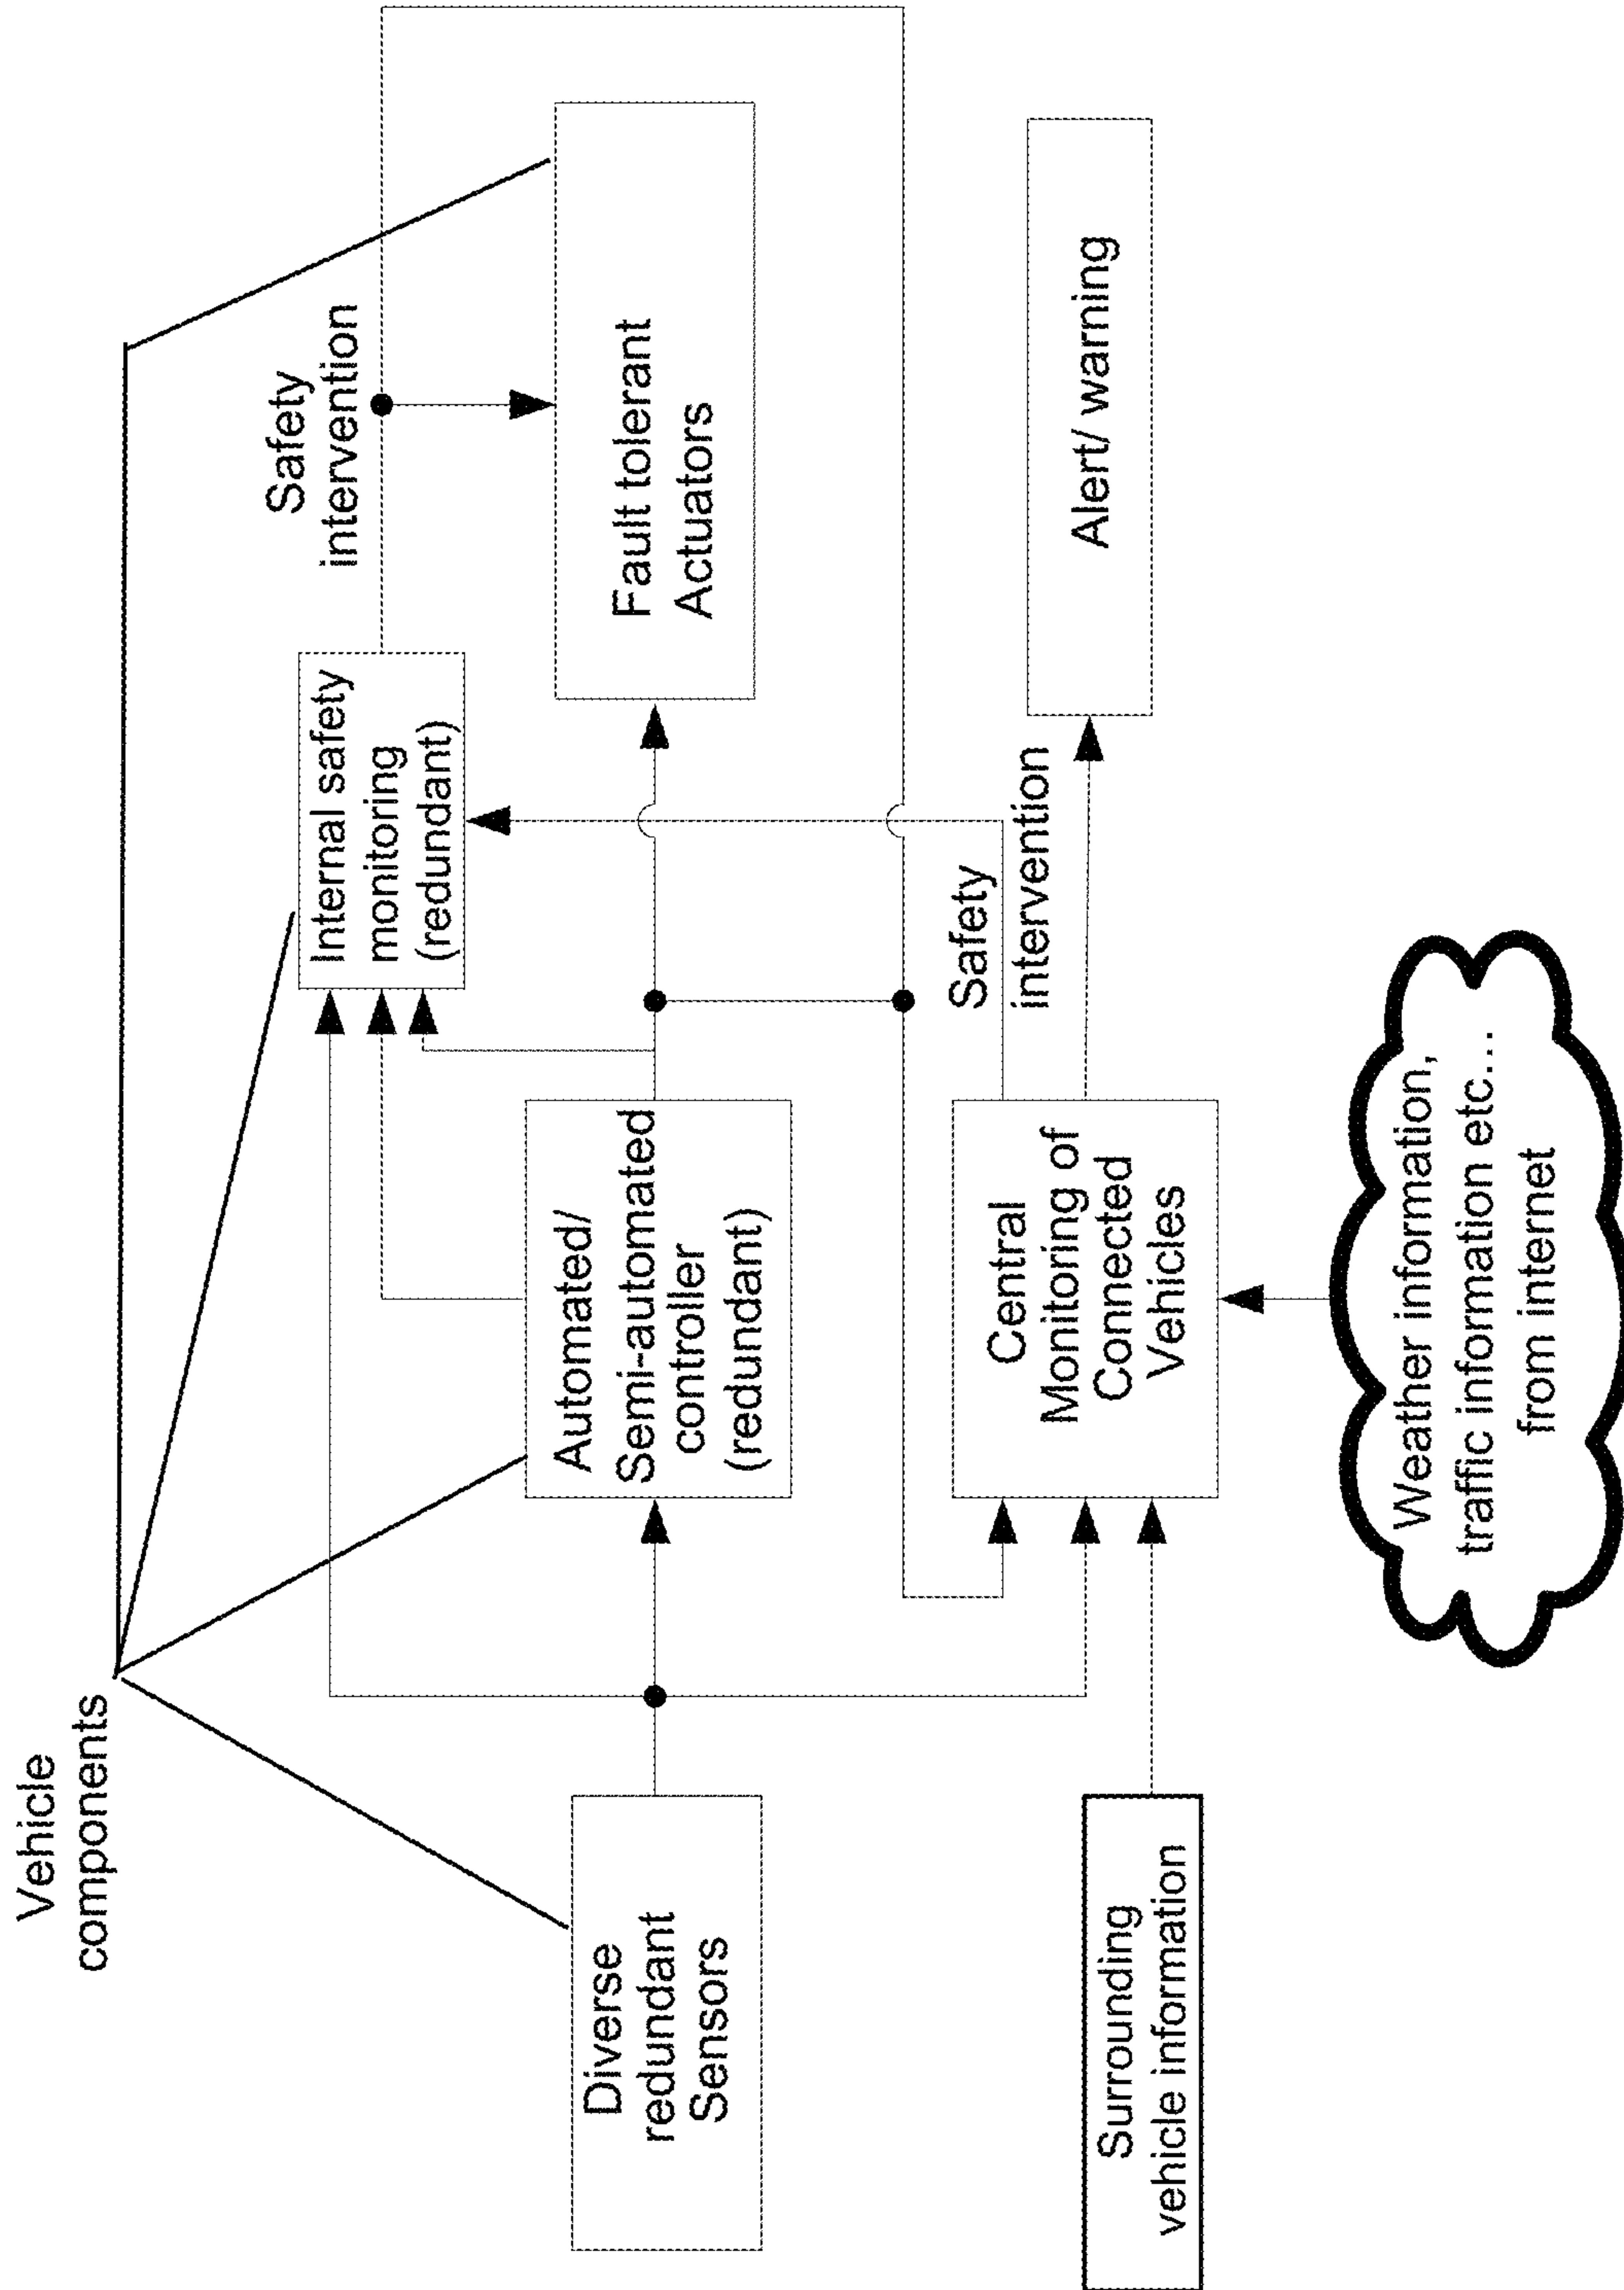 Vehicle
components
Safety
intervention
Internal safety
monitoring
(redundant)
Diverse
redundant
Sensors
Automated/
Semi-automated
controller
(redundant)
Fault tolerant
Actuators
Safety
intervention
Surrounding
vehicle information
Central
Monitoring of
Connected
Vehicles
Alert/ warning
Weather information,
traffic information etc...
from internet